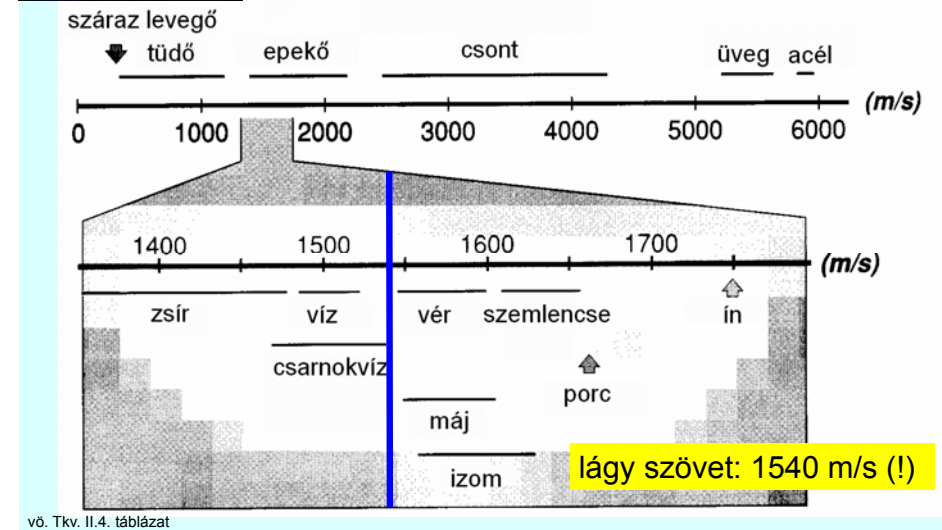 száraz levegő
tüdő epekő csont üveg acél
(m/s)
0 1000 2000 3000 4000 5000 6000
1400 1500 1600 1700
(m/s)
zsír víz vér szemlencse ín
csarnokvíz
porc
máj
izom
lágy szövet: 1540 m/s (!)
vö. Tkv. II.4. táblázat